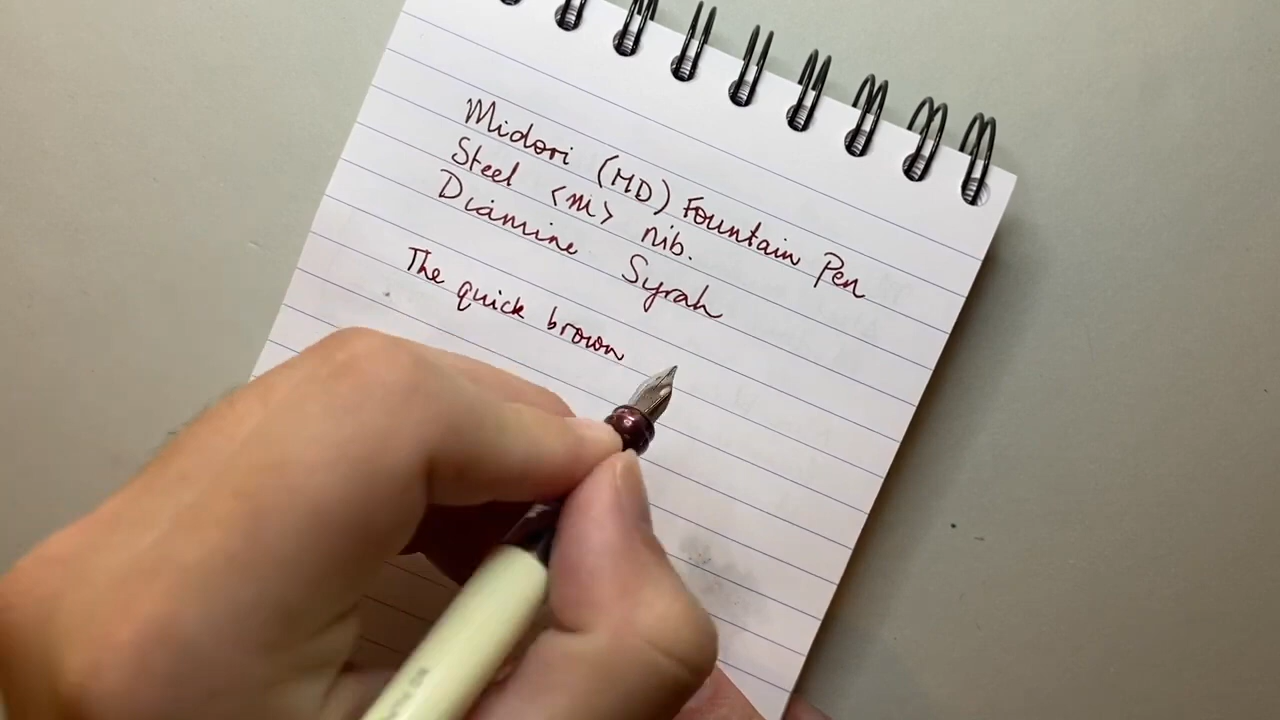 Midori (MD) Fountain Pen
Steel <m> nib.
Diamine Syrah
The quick brown